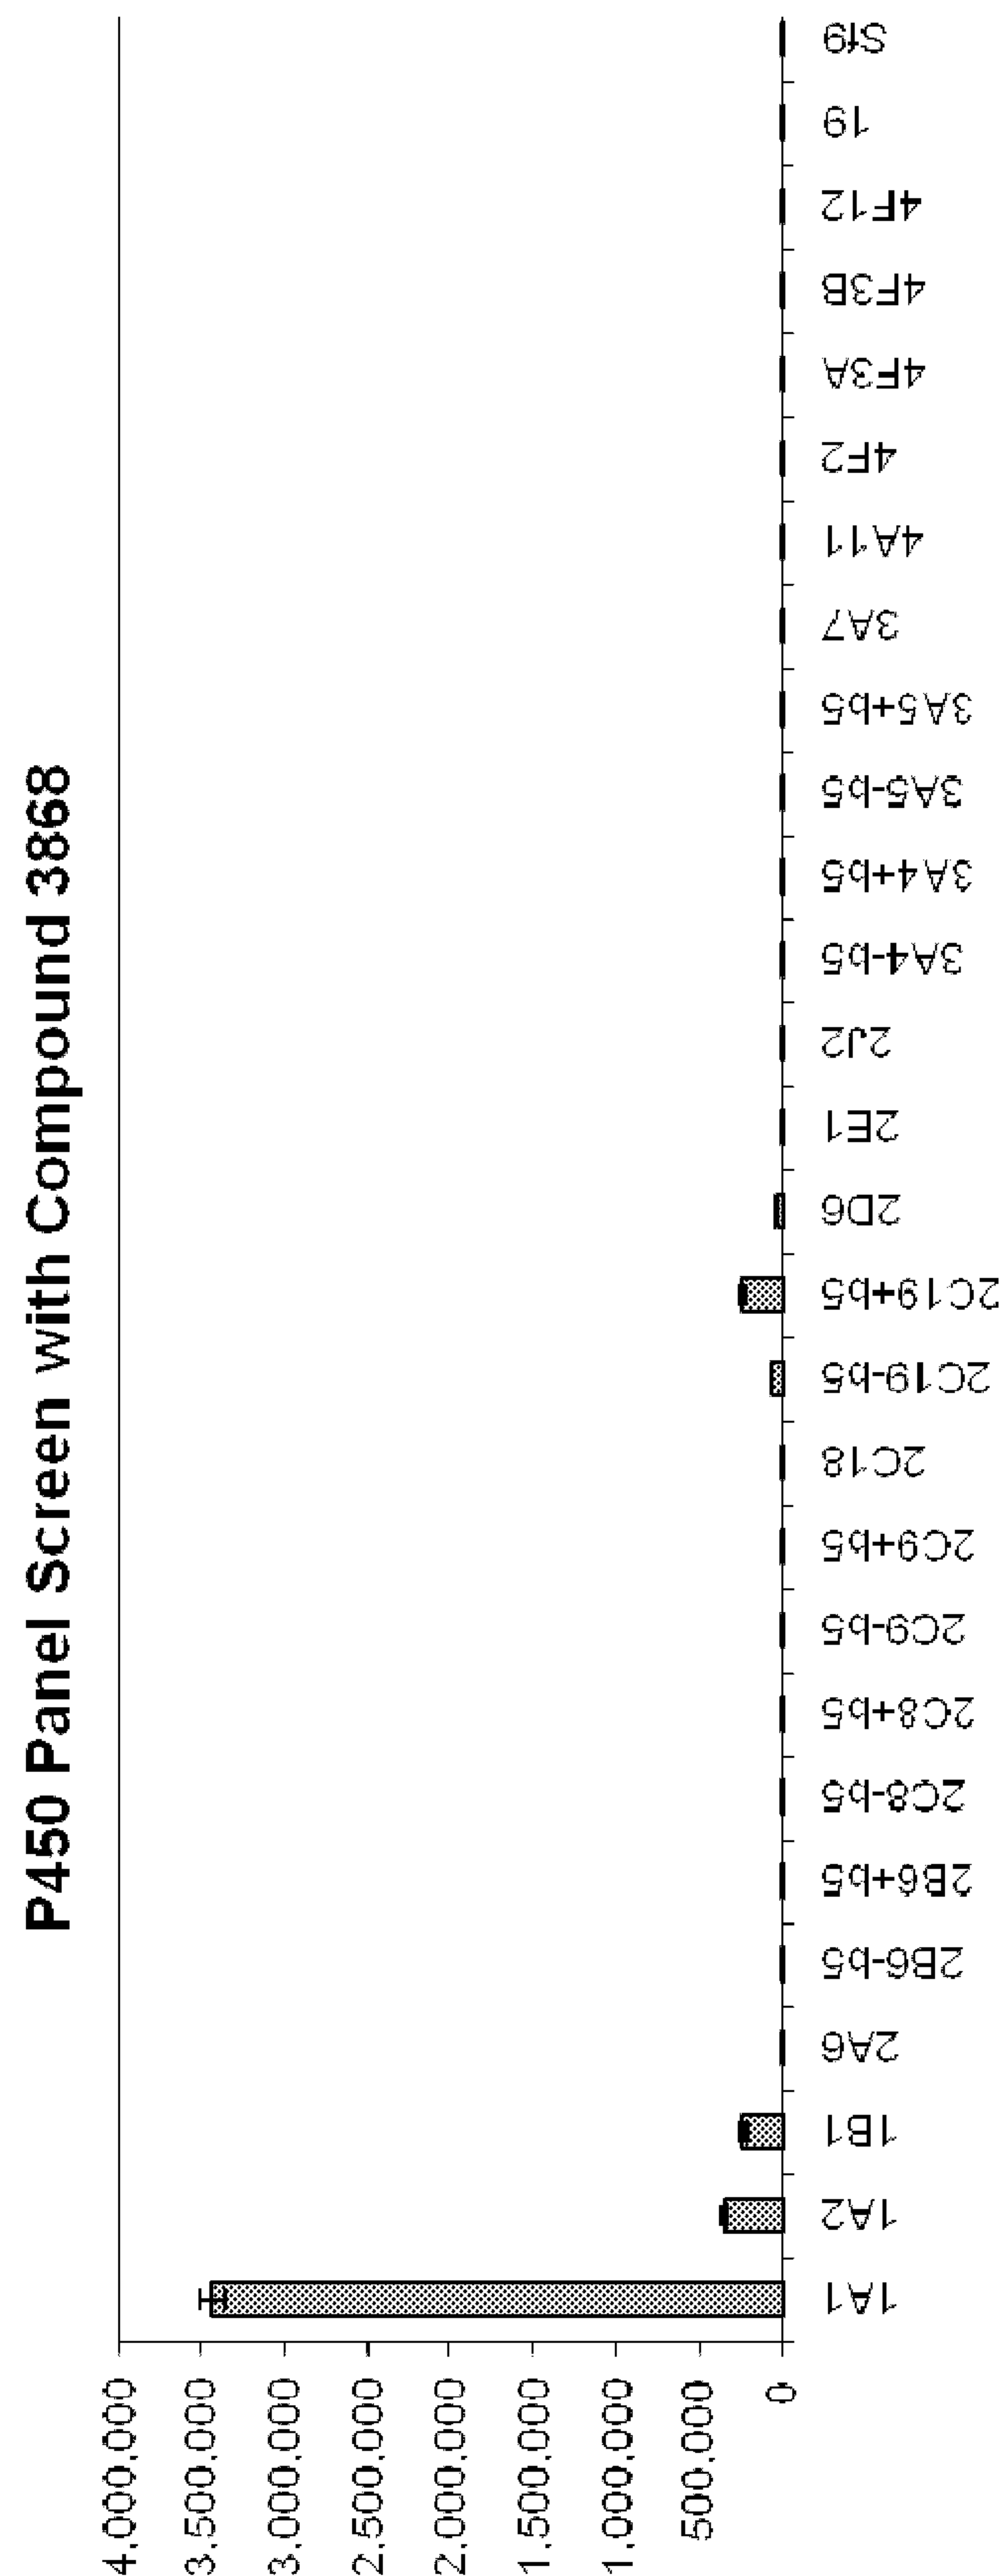 P450 Panel Screen with Compound 3868
4.000.000
3.500.000
3.000.000
2.500.000
2.000.000
1.500.000
1.000.000
500.000
0
1A1
1A2
1B1
2A6
2B6-b5
2B6+b5
2C8-b5
2C8+b5
2C9-b5
2C9+b5
2C18
2C19-b5
2C19+b5
2D6
2E1
2J2
3A4-b5
3A4+b5
3A5-b5
3A5+b5
3A7
4A11
4F2
4F3A
4F3B
4F12
19
Sf9